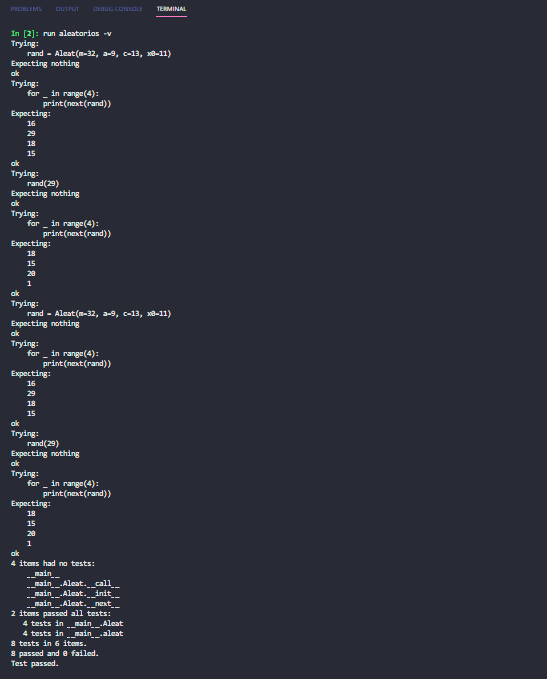 PROBLEMS OUTPUT DEBUG CONSOLE TERMINAL
In [2]: run aleatorios -v
Trying:
    rand = Aleat(m=32, a=9, c=13, x0=11)
Expecting nothing
ok
Trying:
    for _ in range(4):
        print(next(rand))
Expecting:
    16
    29
    18
    15
ok
Trying:
    rand(29)
Expecting nothing
ok
Trying:
    for _ in range(4):
        print(next(rand))
Expecting:
    18
    15
    20
    1
ok
Trying:
    rand = Aleat(m=32, a=9, c=13, x0=11)
Expecting nothing
ok
Trying:
    for _ in range(4):
        print(next(rand))
Expecting:
    16
    29
    18
    15
ok
Trying:
    rand(29)
Expecting nothing
ok
Trying:
    for _ in range(4):
        print(next(rand))
Expecting:
    18
    15
    20
    1
ok
4 items had no tests:
    __main__
    __main__.Aleat.__call__
    __main__.Aleat.__init__
    __main__.Aleat.__next__
2 items passed all tests:
   4 tests in __main__.Aleat
   4 tests in __main__.aleat
8 tests in 6 items.
8 passed and 0 failed.
Test passed.